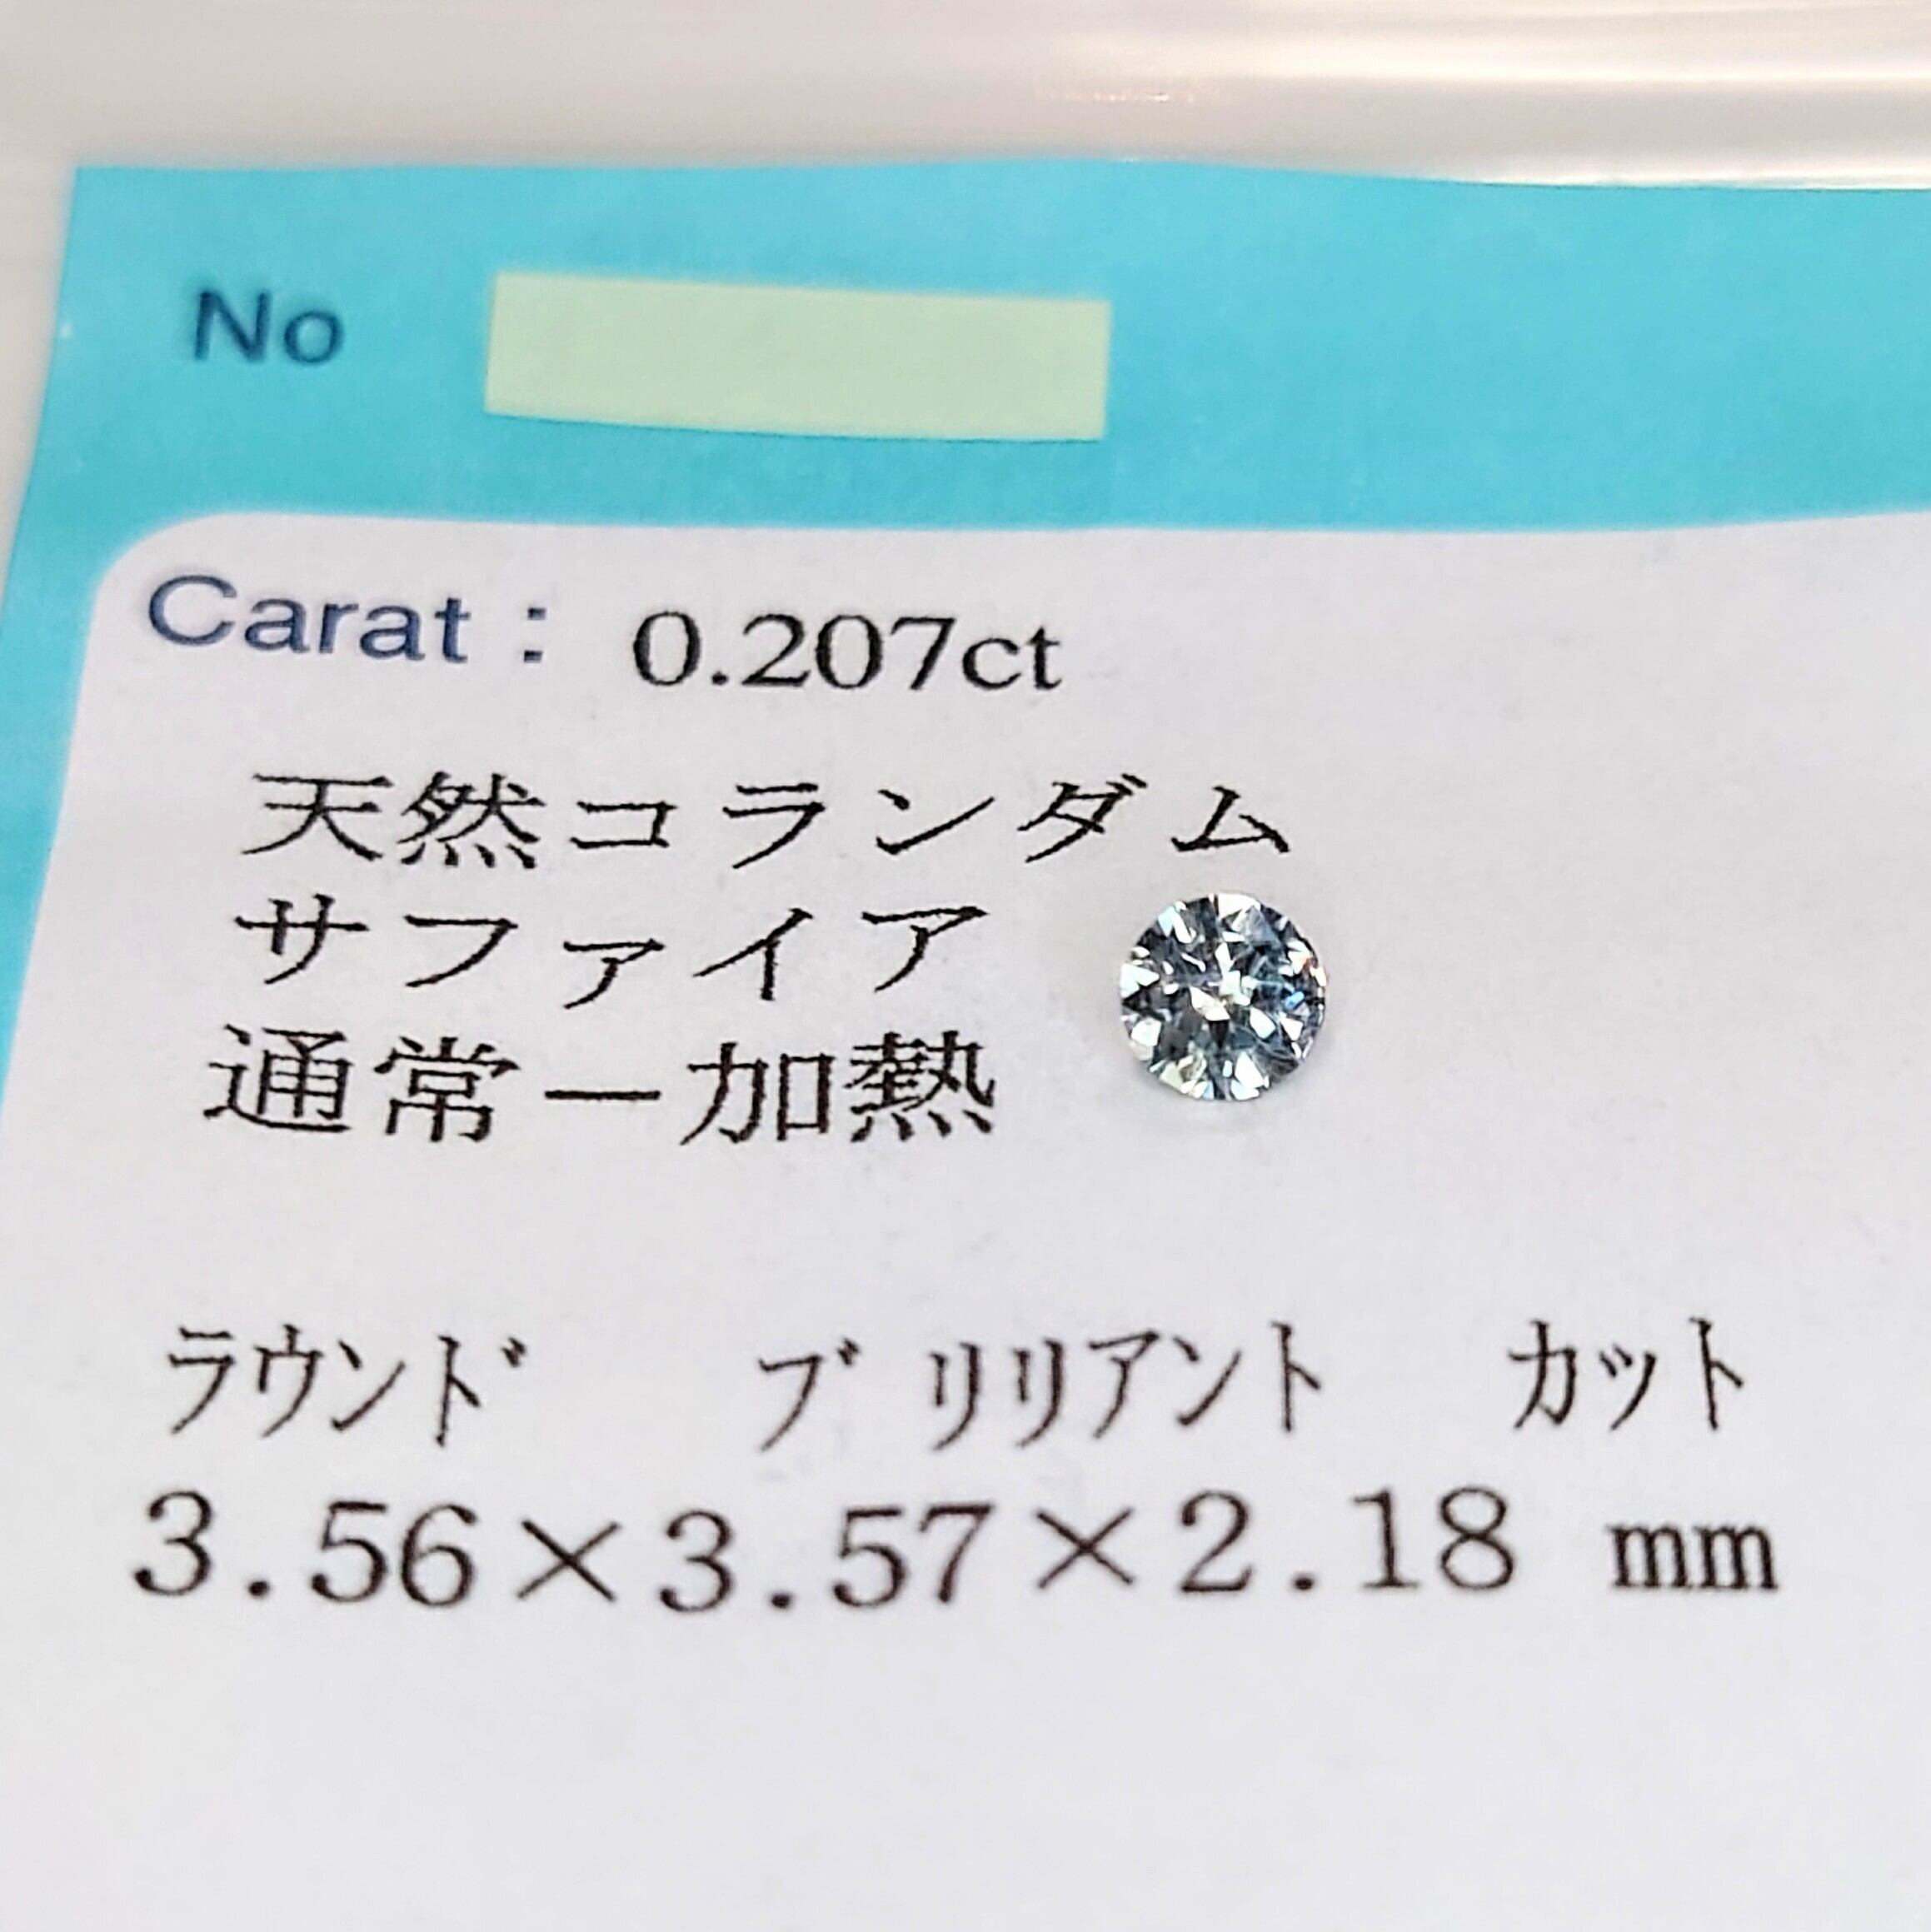 No
Carat : 0.207ct
天然コランダム
サファイア
通常ー加熱
ﾗｳﾝﾄﾞ ﾌﾞﾘﾘｱﾝﾄ ｶｯﾄ
3.56×3.57×2.18 mm